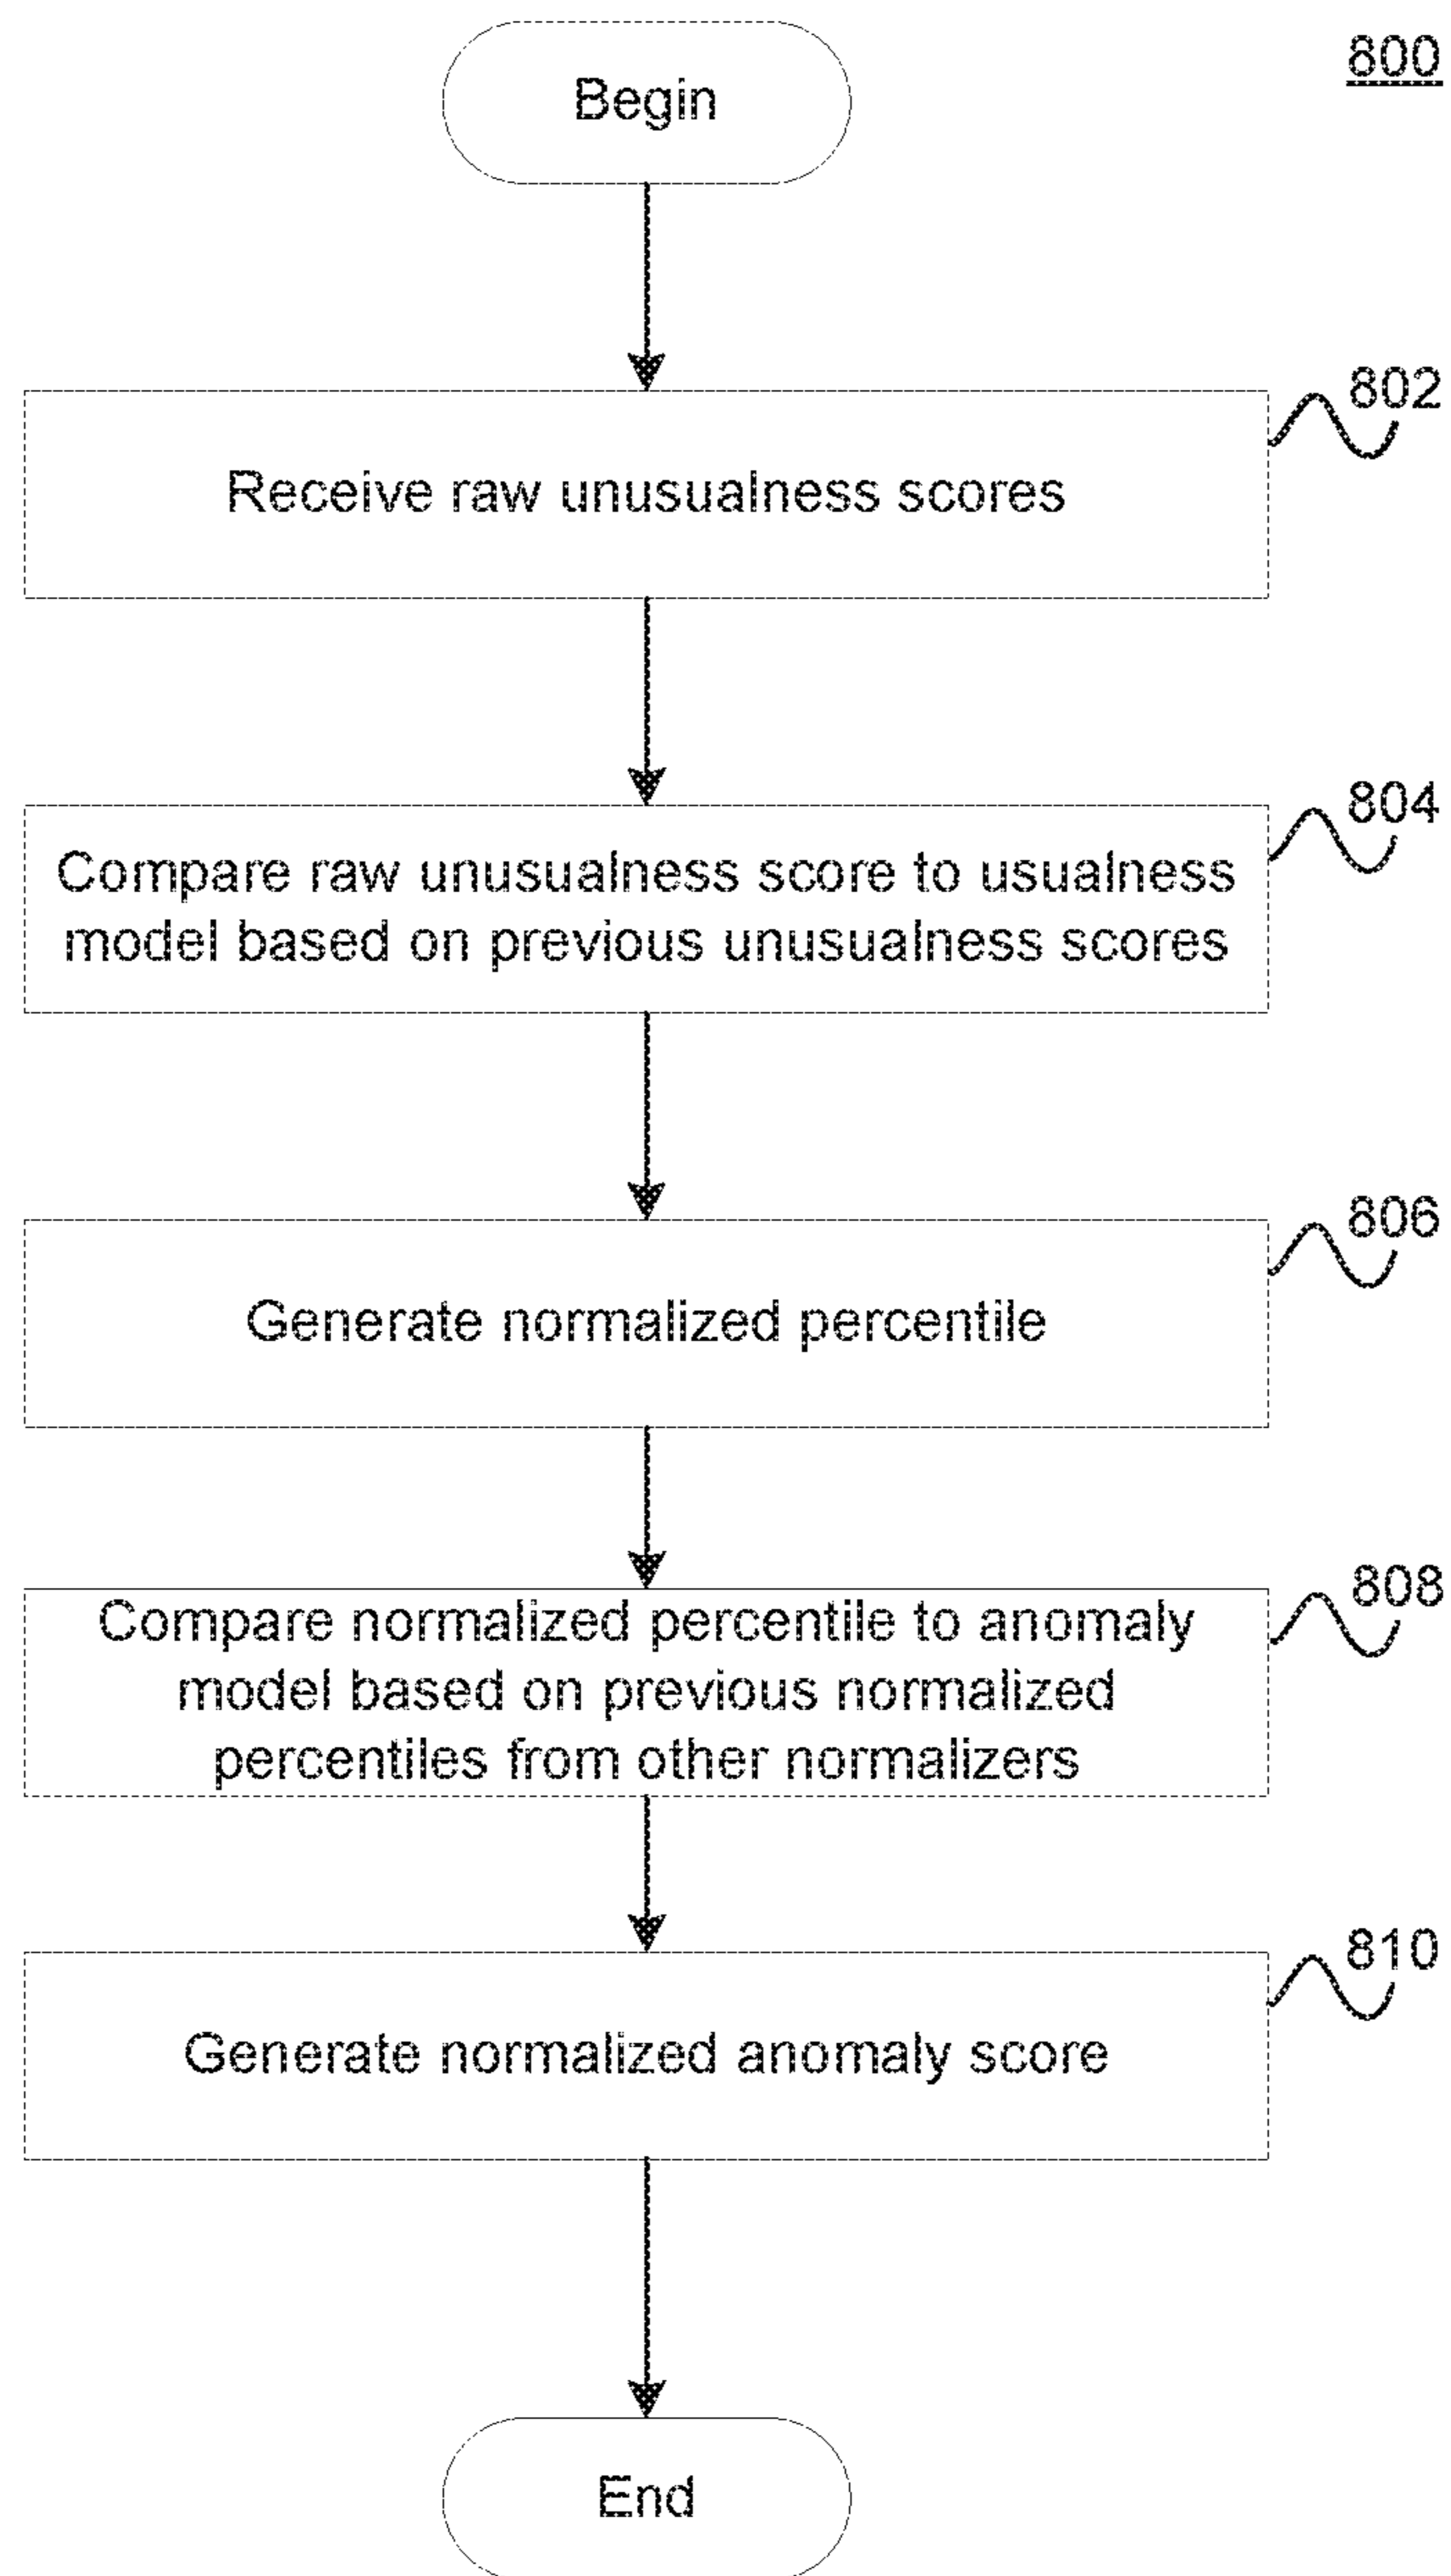 800
Begin
802
Receive raw unusualness scores
804
Compare raw unusualness score to usualness
model based on previous unusualness scores
806
Generate normalized percentile
808
Compare normalized percentile to anomaly
model based on previous normalized
percentiles from other normalizers
810
Generate normalized anomaly score
End